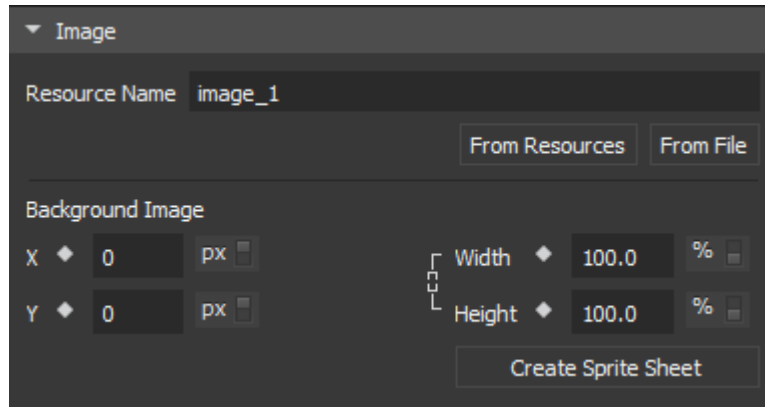 Image
Resource Name image_1
From Resources From File
Background Image
X 0 px Width 100.0 %
Y 0 px Height 100.0 %
Create Sprite Sheet